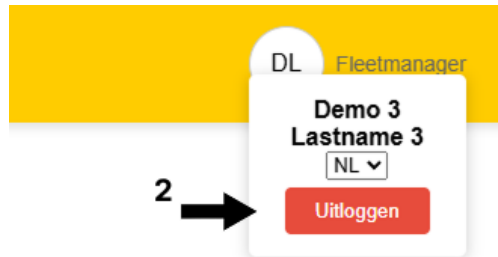 DL Fleetmanager
Demo 3
Lastname 3
NL
2
Uitloggen